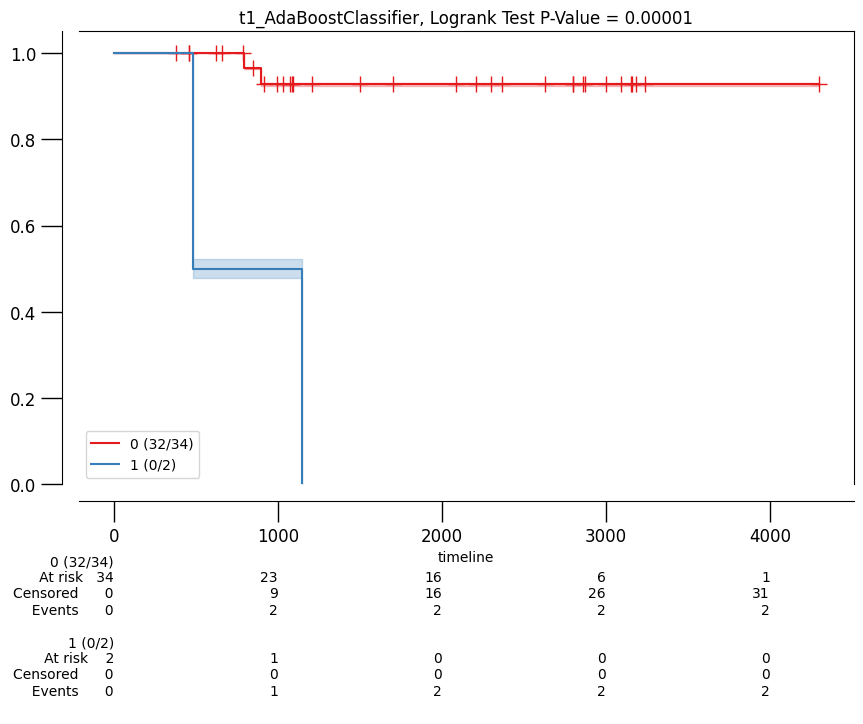 t1_AdaBoostClassifier, Logrank Test P-Value = 0.00001
1.0
0.8
0.6
0.4
0.2
0.0
0 (32/34)
1 (0/2)
0 1000 2000 3000 4000
timeline
0 (32/34)
At risk 34 23 16 6 1
Censored 0 9 16 26 31
Events 0 2 2 2 2
1 (0/2)
At risk 2 1 0 0 0
Censored 0 0 0 0 0
Events 0 1 2 2 2